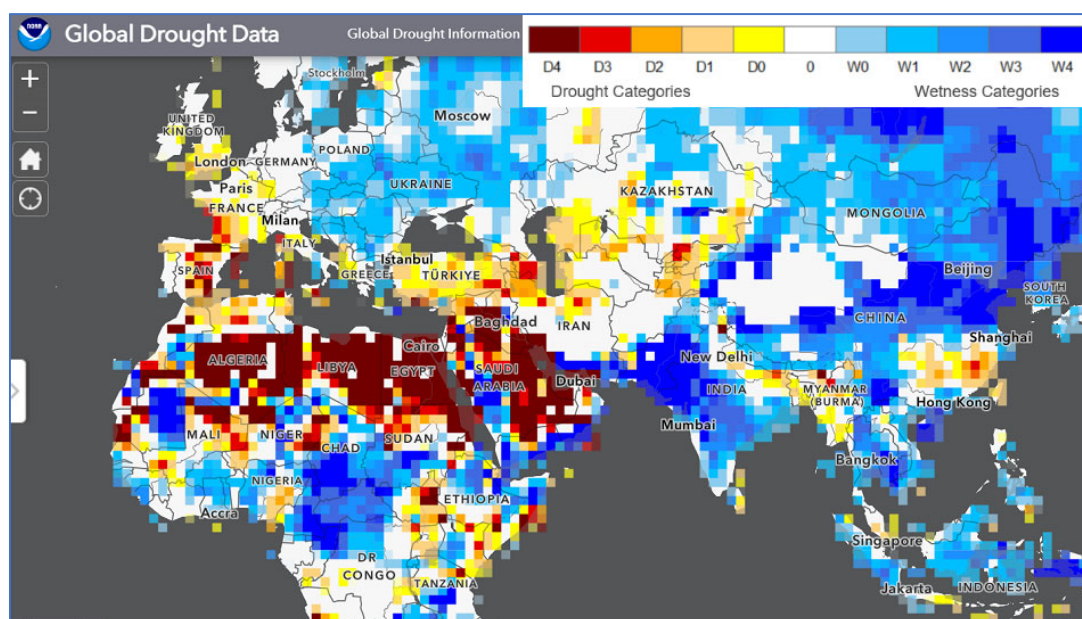 NOAA
Global Drought Data
Global Drought Information
D4 D3 D2 D1 D0 0 W0 W1 W2 W3 W4
Drought Categories Wetness Categories
+
−
Stockholm
Moscow
UNITED
KINGDOM
London
GERMANY
POLAND
Paris
UKRAINE
KAZAKHSTAN
FRANCE
Milan
MONGOLIA
ITALY
SPAIN
Istanbul
GREECE
TÜRKIYE
Beijing
SOUTH
KOREA
Baghdad
IRAN
CHINA
Shanghai
Cairo
ALGERIA
LIBYA
EGYPT
SAUDI
ARABIA
Dubai
New Delhi
INDIA
MYANMAR
(BURMA)
Hong Kong
Mumbai
MALI
NIGER
CHAD
SUDAN
Bangkok
NIGERIA
ETHIOPIA
Accra
Singapore
DR
CONGO
TANZANIA
Jakarta
INDONESIA